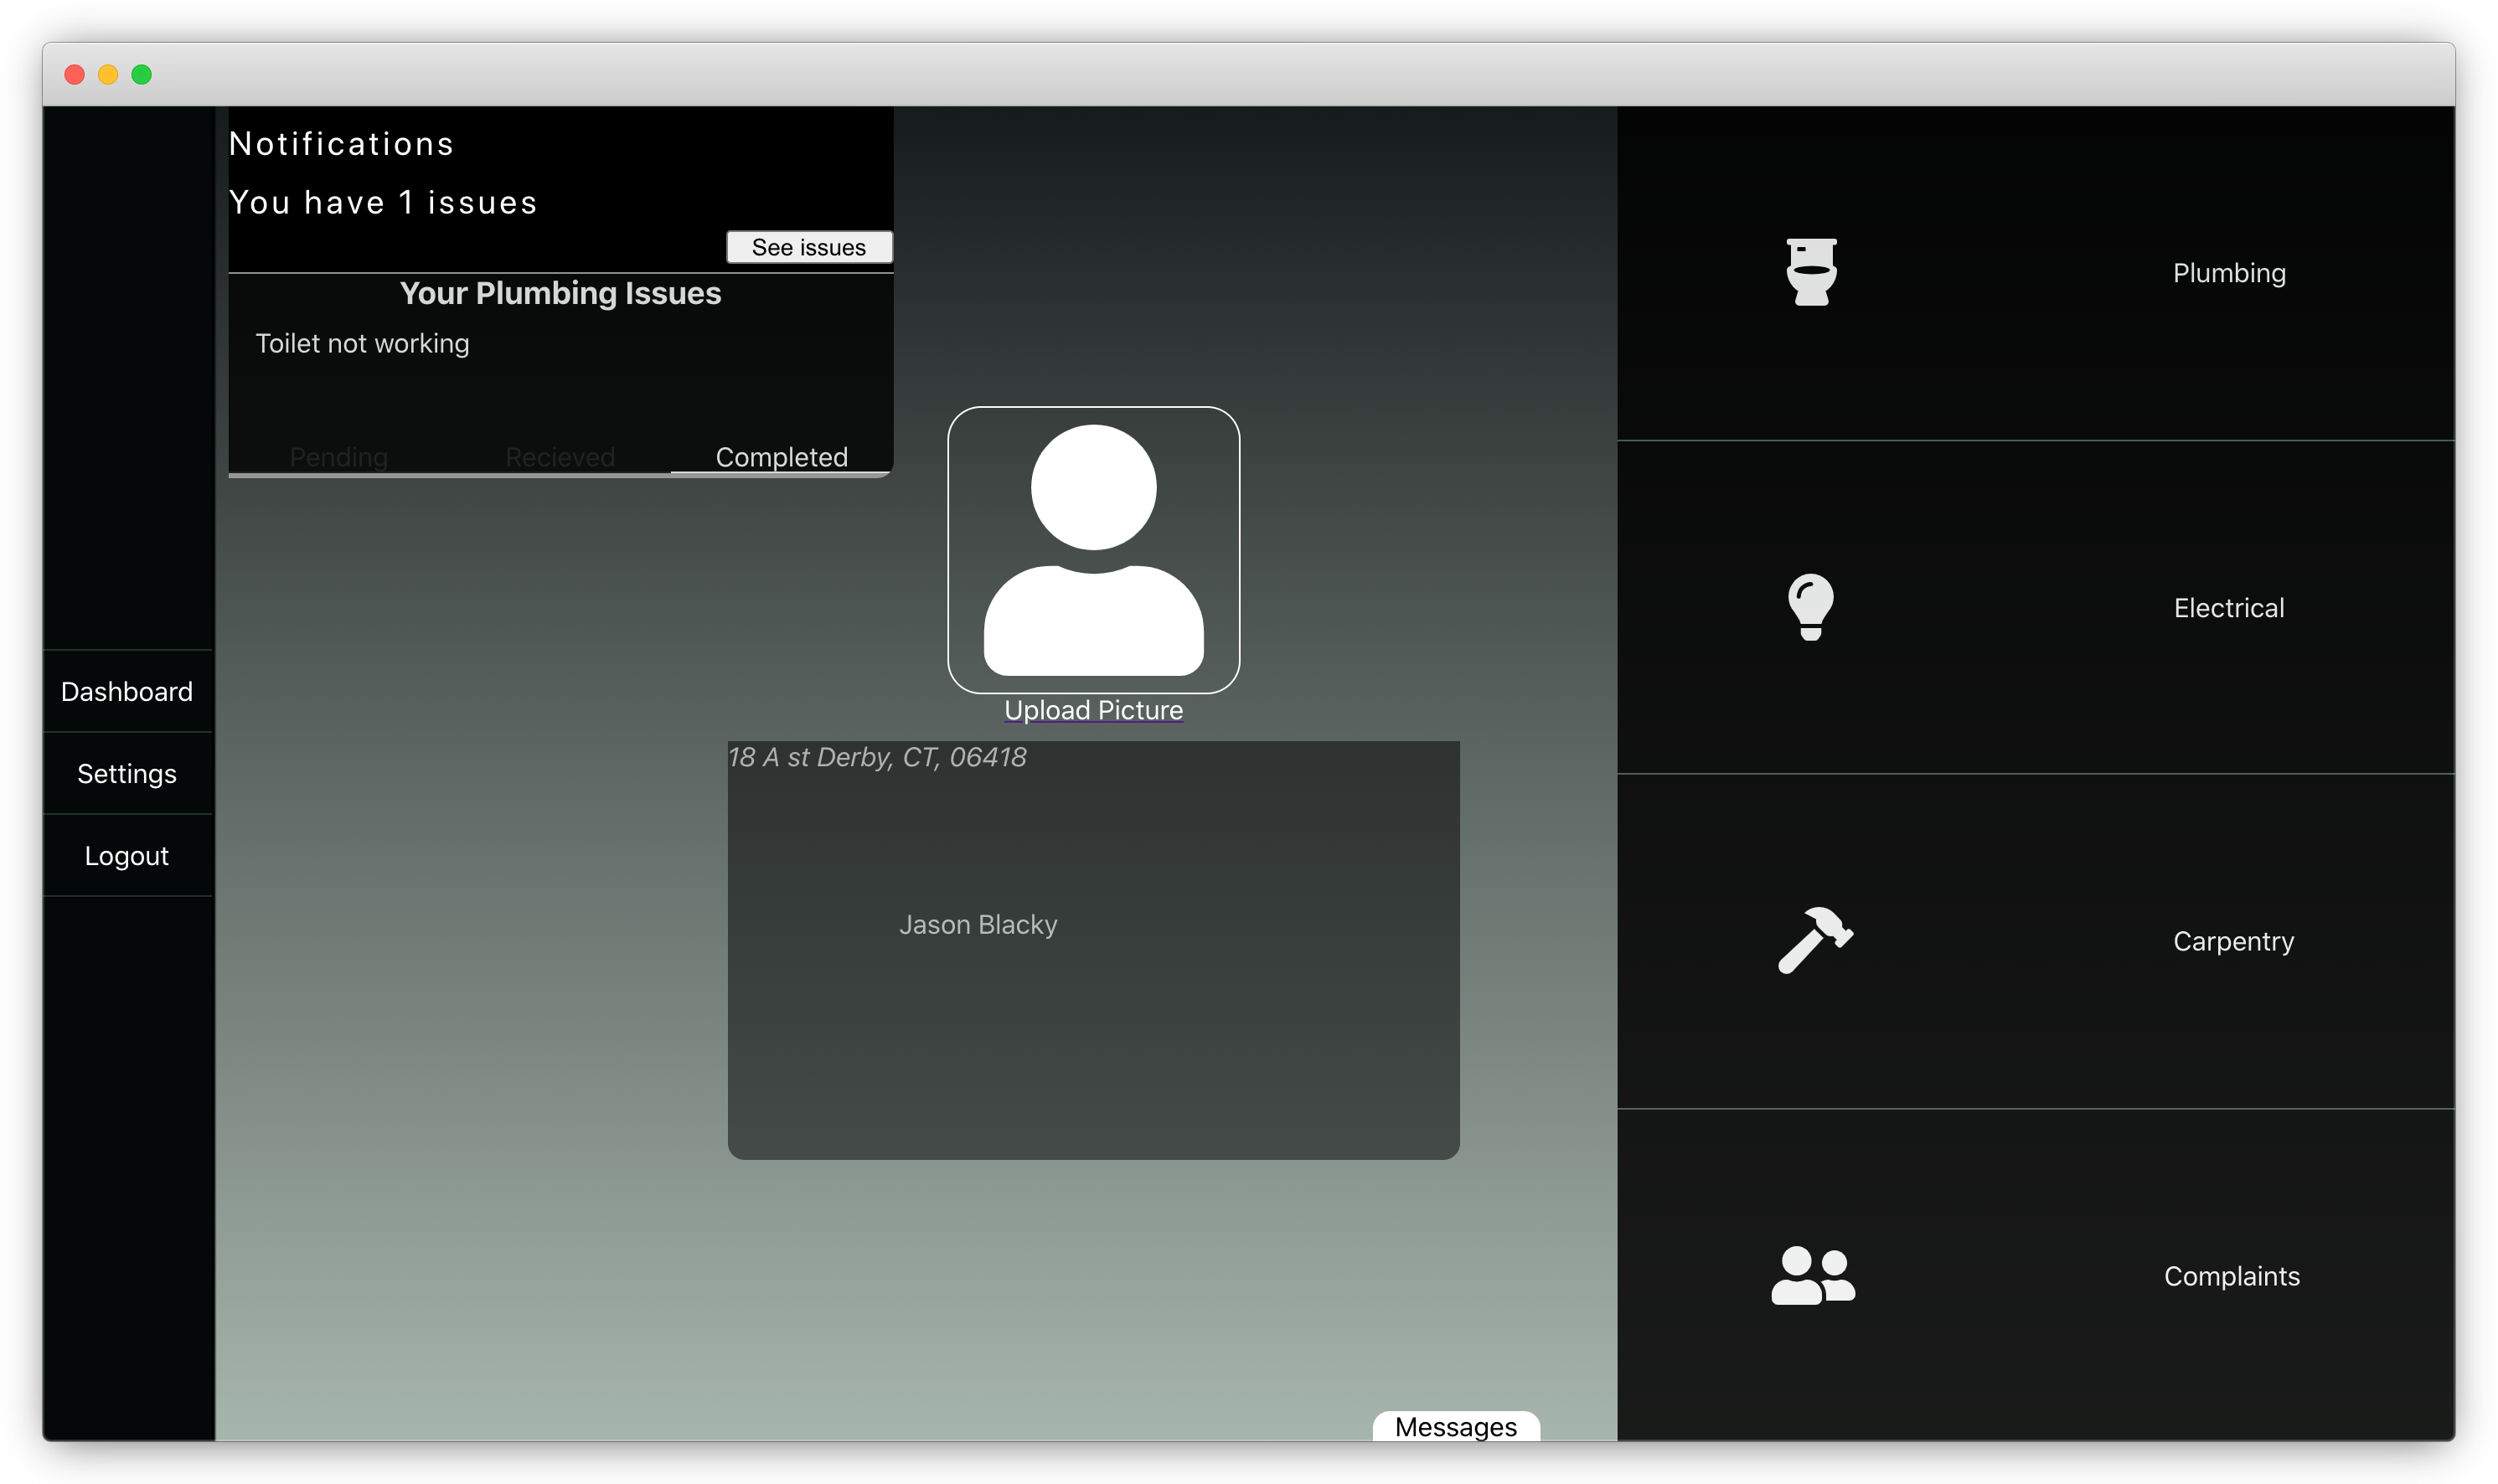 Notifications
You have 1 issues
See issues
Your Plumbing Issues
Toilet not working
Pending Recieved Completed
Dashboard
Settings
Logout
Upload Picture
18 A st Derby, CT, 06418
Jason Blacky
Messages
Plumbing
Electrical
Carpentry
Complaints